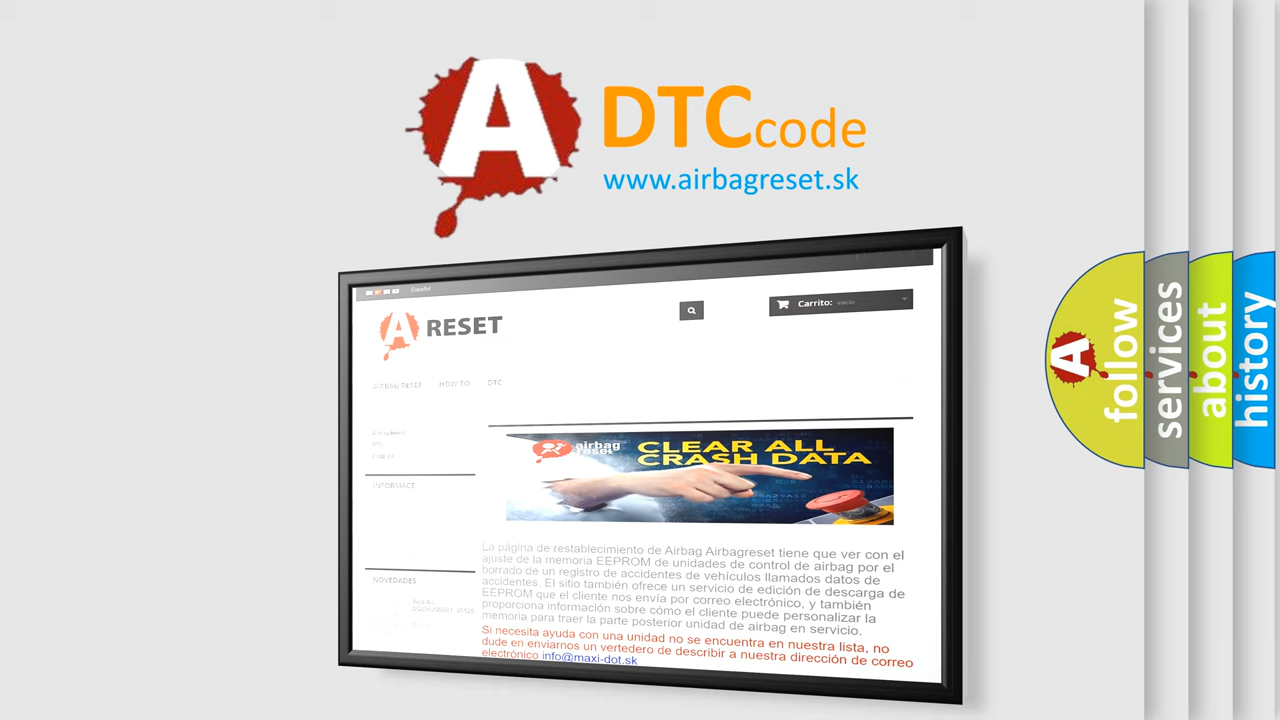 A
DTCcode
www.airbagreset.sk
Español
A RESET
Carrito: vacío
AIRBAG RESET HOW TO DTC
INFORMACE
airbag
reset
CLEAR ALL
CRASH DATA
NOVEDADES
La página de restablecimiento de Airbag Airbagreset tiene que ver con el
ajuste de la memoria EEPROM de unidades de control de airbag por el
borrado de un registro de accidentes de vehículos llamados datos de
accidentes. El sitio también ofrece un servicio de edición de descarga de
EEPROM que el cliente nos envía por correo electrónico, y también
proporciona información sobre cómo el cliente puede personalizar la
memoria para traer la parte posterior unidad de airbag en servicio.
Si necesita ayuda con una unidad no se encuentra en nuestra lista, no
dude en enviarnos un vertedero de describir a nuestra dirección de correo
electrónico info@maxi-dot.sk
A
follow
services
about
history